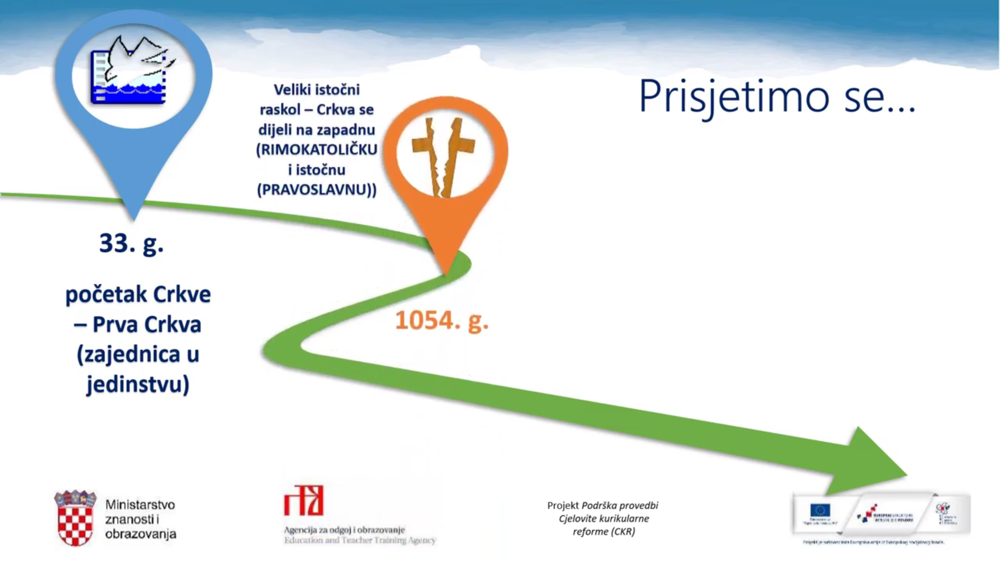 Prisjetimo se...
Veliki istočni
raskol – Crkva se
dijeli na zapadnu
(RIMOKATOLIČKU
i istočnu
(PRAVOSLAVNU))
33. g.
početak Crkve
– Prva Crkva
(zajednica u
jedinstvu)
1054. g.
Ministarstvo
znanosti i
obrazovanja
Agencija za odgoj i obrazovanje
Education and Teacher Training Agency
Projekt Podrška provedbi
Cjelovite kurikularne
reforme (CKR)